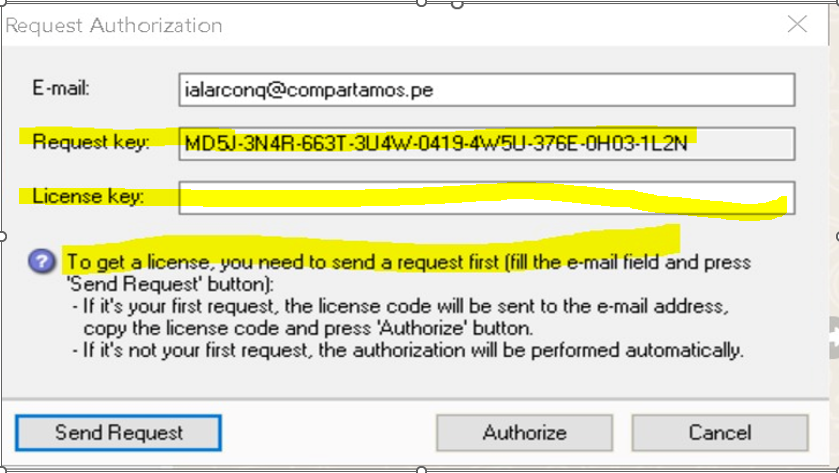 Request Authorization
E-mail: ialarconq@compartamos.pe
Request key: MD5J-3N4R-663T-3U4W-0419-4W5U-376E-0H03-1L2N
License key:
To get a license, you need to send a request first (fill the e-mail field and press
'Send Request' button):
- If it's your first request, the license code will be sent to the e-mail address,
copy the license code and press 'Authorize' button.
- If it's not your first request, the authorization will be performed automatically.
Send Request Authorize Cancel